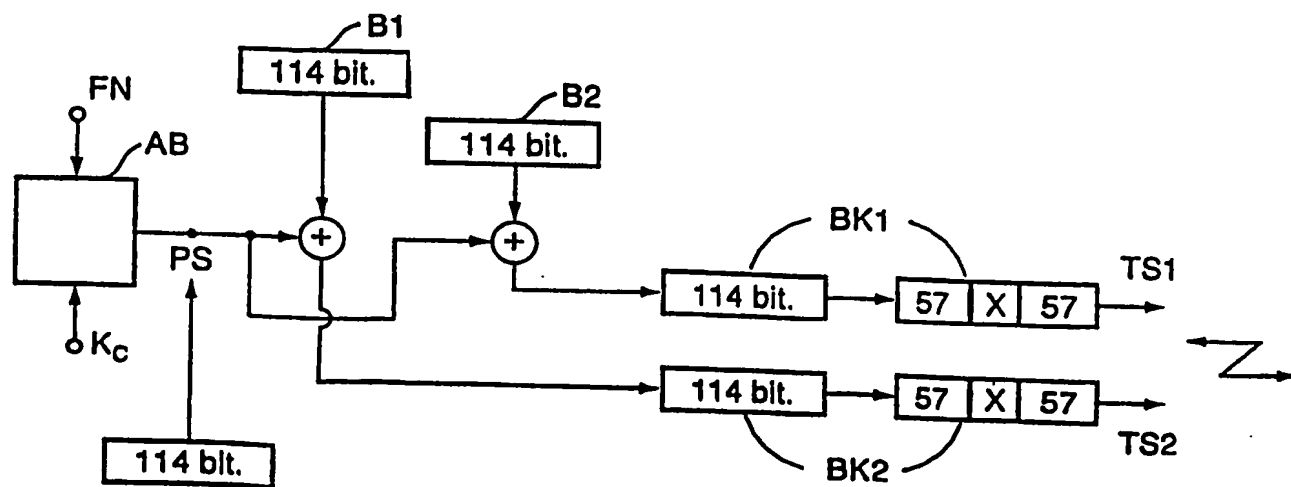 B1
114 bit.
FN
B2
114 bit.
AB
+
+
BK1
PS
TS1
114 bit.
57 X 57
KC
114 bit.
57 X 57
TS2
114 bit.
BK2